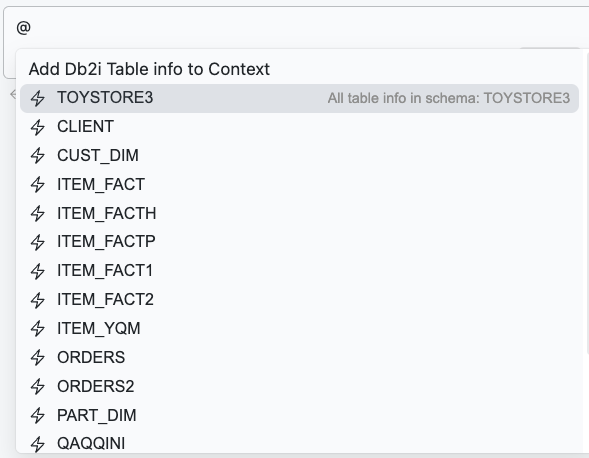 @
Add Db2i Table info to Context
TOYSTORE3 All table info in schema: TOYSTORE3
CLIENT
CUST_DIM
ITEM_FACT
ITEM_FACTH
ITEM_FACTP
ITEM_FACT1
ITEM_FACT2
ITEM_YQM
ORDERS
ORDERS2
PART_DIM
QAQQINI